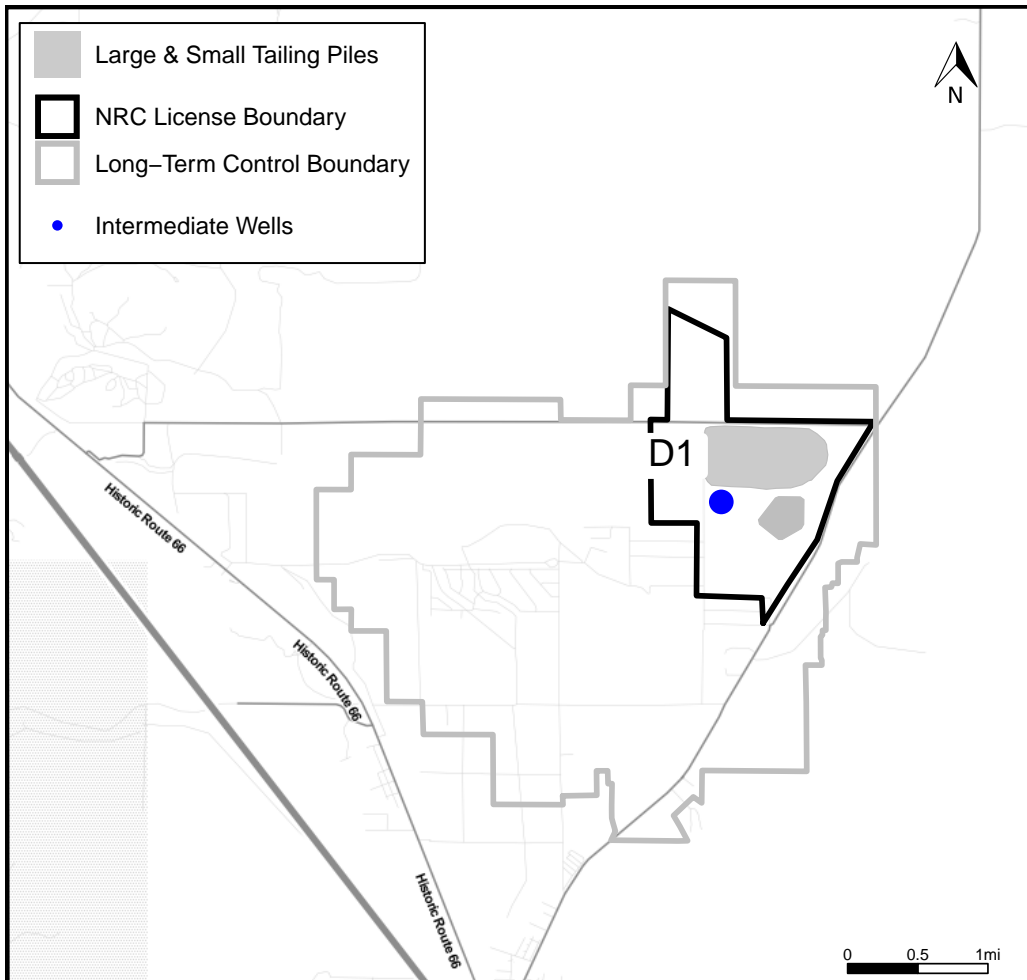 Large & Small Tailing Piles
NRC License Boundary
Long−Term Control Boundary
Intermediate Wells
N
D1
Historic Route 66
Historic Route 66
Historic Route 66
0 0.5 1mi